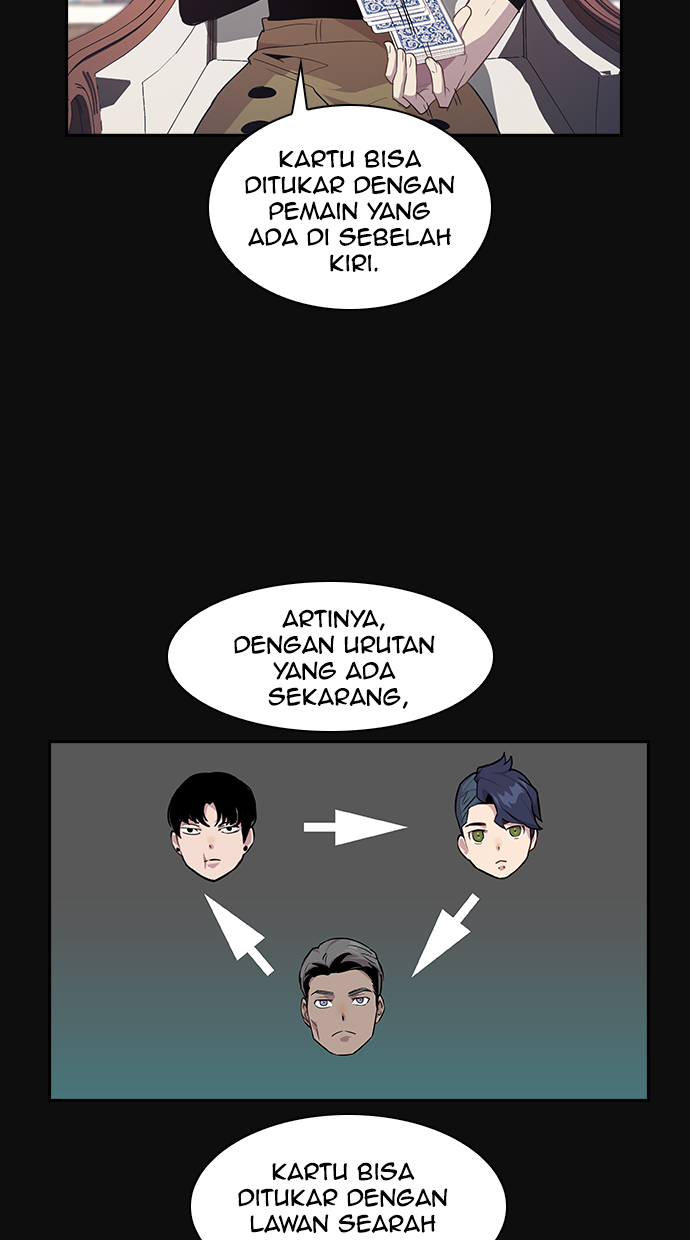 KARTU BISA
DITUKAR DENGAN
PEMAIN YANG
ADA DI SEBELAH
KIRI.
ARTINYA,
DENGAN URUTAN
YANG ADA
SEKARANG,
KARTU BISA
DITUKAR DENGAN
LAWAN SEARAH